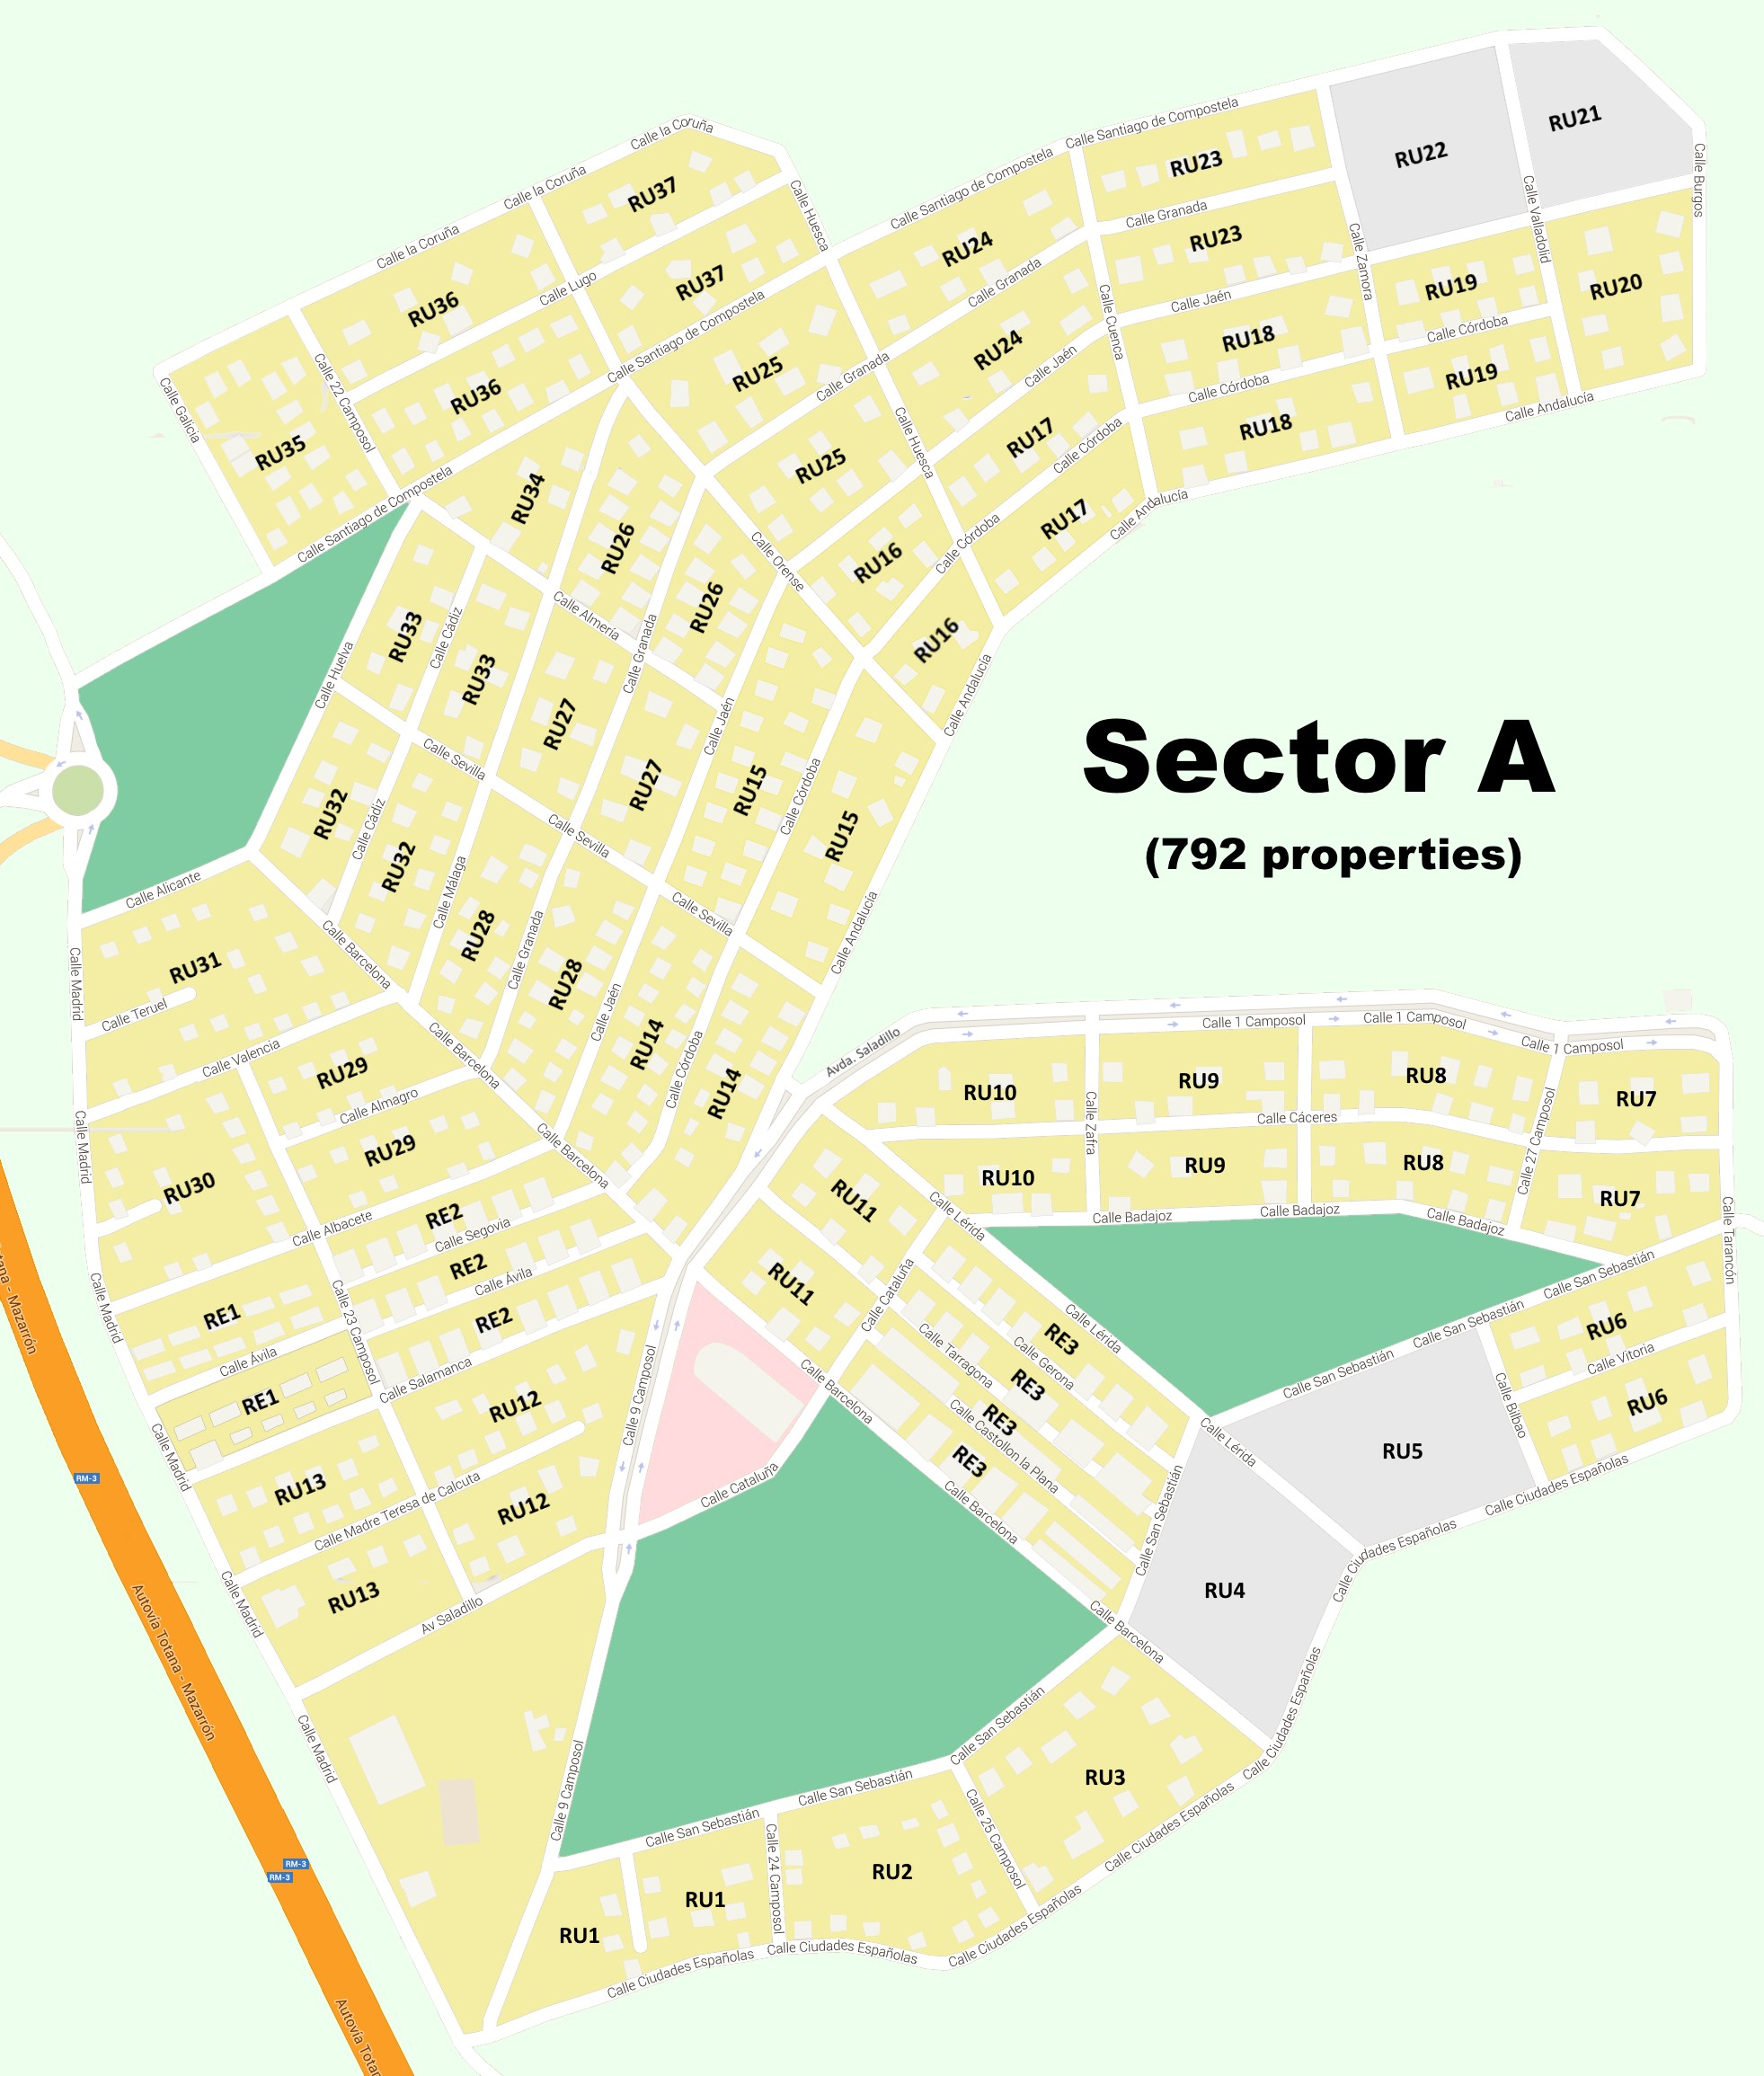 Calle la Coruña
Calle Santiago de Compostela
RU21
RU23
RU22
Calle la Coruña
RU37
Calle Burgos
Calle Santiago de Compostela
Calle Huesca
Calle Granada
Calle Valladolid
RU24
RU23
Calle Zamora
Calle la Coruña
RU37
Calle Lugo
RU36
Calle Granada
Calle Jaén
Calle Cuenca
RU19
RU20
Calle Santiago de Compostela
RU24
RU18
Calle Córdoba
RU25
Calle Granada
Calle Jaén
Calle Galicia
Calle 22 Camposol
RU36
Calle Córdoba
RU19
Calle Andalucía
RU35
RU17
Calle Huesca
RU18
Calle Córdoba
RU25
Calle Santiago de Compostela
RU34
RU17
Calle Andalucía
RU26
Calle Orense
RU16
Calle Córdoba
RU33
Calle Cádiz
Calle Almería
RU26
RU16
Calle Huelva
RU33
Calle Granada
Calle Andalucía
RU27
Calle Jaén
Sector A
(792 properties)
Calle Sevilla
RU27
RU15
Calle Córdoba
RU32
Calle Cádiz
Calle Sevilla
RU15
RU32
Calle Málaga
Calle Alicante
Calle Sevilla
RU28
Calle Granada
Calle Andalucía
Calle Barcelona
RU31
Calle Madrid
RU28
Calle Teruel
Calle Jaén
RU14
Calle Valencia
Calle Barcelona
Calle Córdoba
RU29
RU14
Calle Almagro
Avda. Saladillo
Calle 1 Camposol
Calle 1 Camposol
Calle 1 Camposol
RU10
RU9
RU8
RU7
Calle Zafra
Calle Cáceres
Calle 27 Camposol
Calle Madrid
RU29
Calle Barcelona
RU10
RU9
RU8
RU7
RU30
RU11
Calle Lérida
Calle Badajoz
Calle Badajoz
Calle Badajoz
Calle Tarancón
Calle Albacete
RE2
Calle Segovia
RE2
Calle Ávila
RU11
Calle Cataluña
Calle San Sebastián
Calle Madrid
RE1
Calle 23 Camposol
RE2
Calle Lérida
RE3
Calle San Sebastián
RU6
Calle Ávila
Calle Salamanca
Calle Tarragona
Calle Gerona
Calle San Sebastián
Calle Vitoria
RE1
RU12
Calle 9 Camposol
Calle Barcelona
RE3
RE3
Calle Castollon la Plana
Calle Bilbao
RU6
Calle Madrid
RU13
Calle Madre Teresa de Calcuta
RU12
Calle Cataluña
RE3
Calle Barcelona
Calle San Sebastián
Calle Lérida
RU5
Calle Ciudades Españolas
RM-3
Autovía Totana - Mazarrón
RU13
Av Saladillo
Calle Madrid
RU4
Calle Ciudades Españolas
Calle Barcelona
Autovía Totana - Mazarrón
Calle Madrid
Calle San Sebastián
Calle Ciudades Españolas
RU3
Calle 9 Camposol
Calle San Sebastián
Calle San Sebastián
Calle 25 Camposol
Calle Ciudades Españolas
Calle 24 Camposol
RU2
RU1
RU1
RM-3
RM-3
Calle Ciudades Españolas
Calle Ciudades Españolas
Calle Ciudades Españolas
Autovía Totan